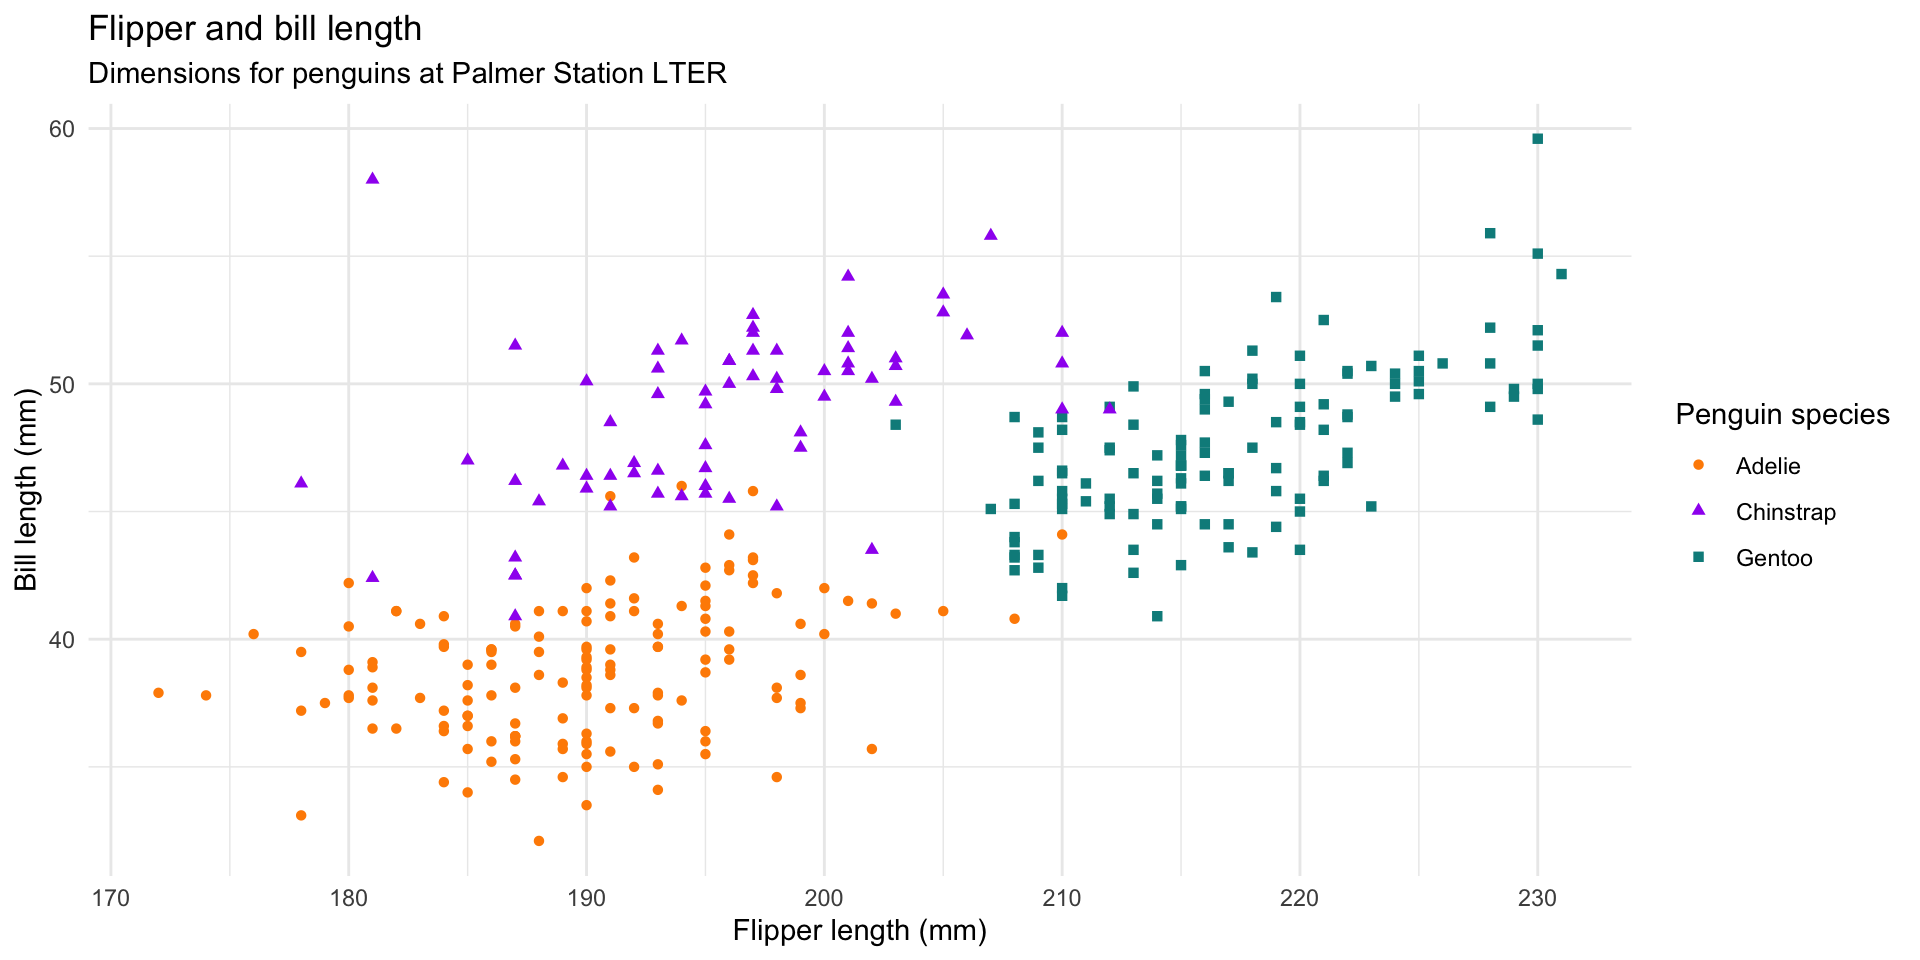 Flipper and bill length
Dimensions for penguins at Palmer Station LTER
60
50
40
Bill length (mm)
170 180 190 200 210 220 230
Flipper length (mm)
Penguin species
Adelie
Chinstrap
Gentoo